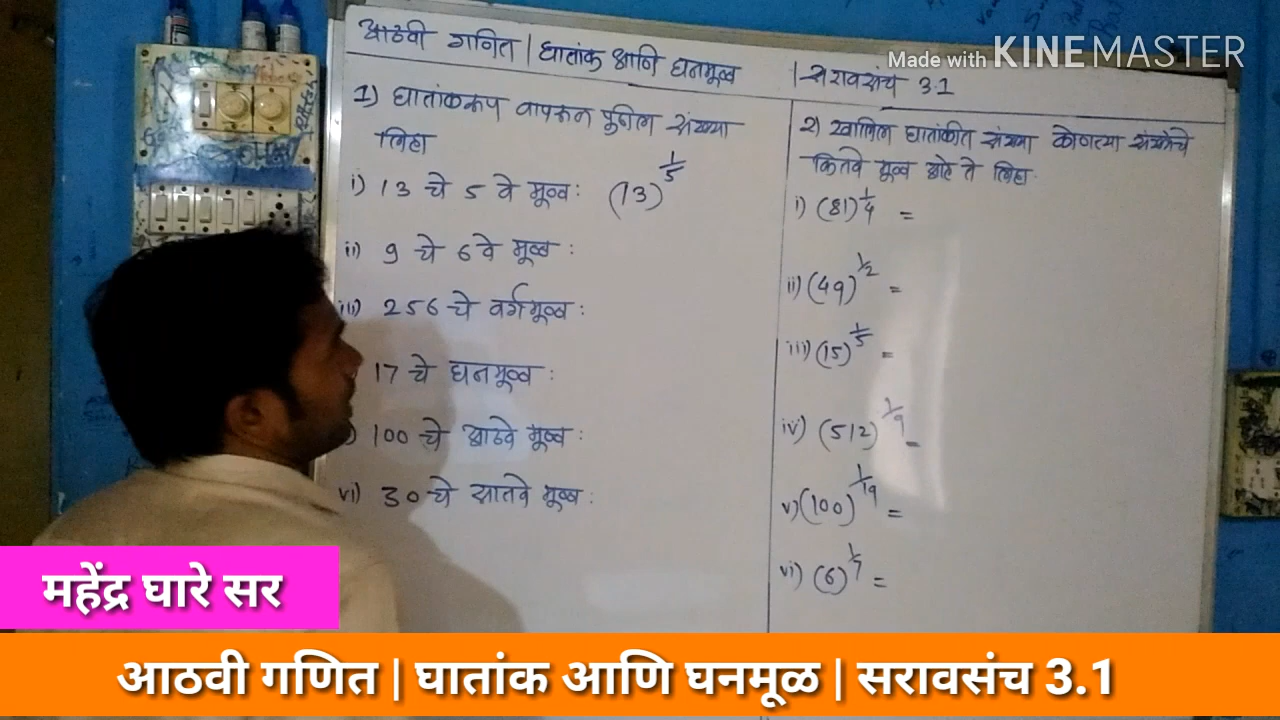 आठवी गणित | घातांक आणि घनमूळ | सरावसंच 3.1
Made with KINEMASTER
1) घातांकरूप वापरून पुढील संख्या
लिहा
i) 13 चे 5 वे मूळ : (13)^1/5
ii) 9 चे 6 वे मूळ :
iii) 256 चे वर्गमूळ :
17 चे घनमूळ :
) 100 चे आठवे मूळ :
vi) 30 चे सातवे मूळ :
2) खालील घातांकीत संख्या कोणत्या संख्येचे
कितवे मूळ आहे ते लिहा.
i) (81)^1/4 =
ii) (49)^1/2 =
iii) (15)^1/5 =
iv) (512)^1/9 =
v) (100)^1/19 =
vi) (6)^1/7 =
महेंद्र घारे सर
आठवी गणित | घातांक आणि घनमूळ | सरावसंच 3.1